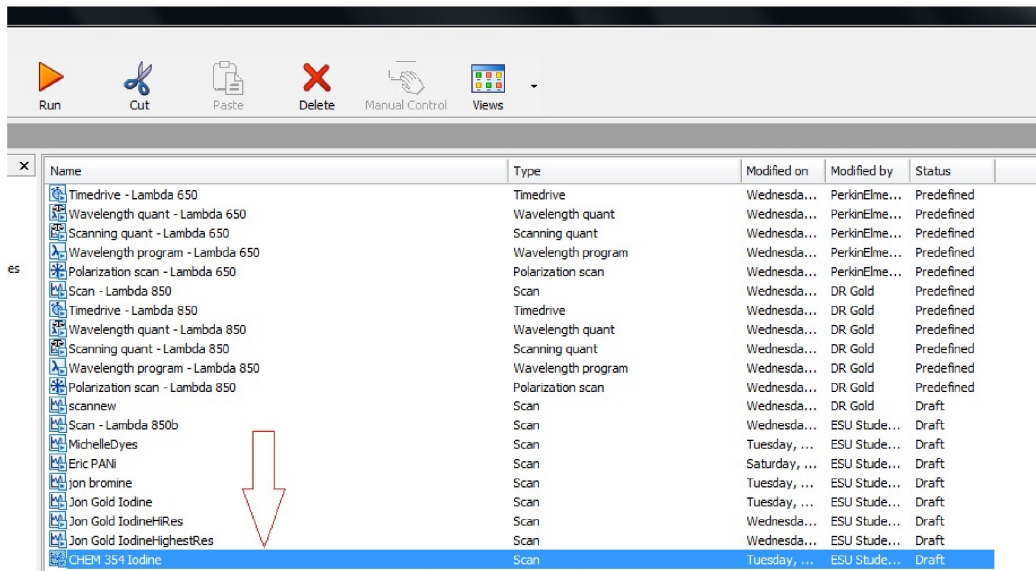 Run Cut Paste Delete Manual Control Views
Name Type Modified on Modified by Status
Timedrive - Lambda 650 Timedrive Wednesda... PerkinElme... Predefined
Wavelength quant - Lambda 650 Wavelength quant Wednesda... PerkinElme... Predefined
Scanning quant - Lambda 650 Scanning quant Wednesda... PerkinElme... Predefined
Wavelength program - Lambda 650 Wavelength program Wednesda... PerkinElme... Predefined
es Polarization scan - Lambda 650 Polarization scan Wednesda... PerkinElme... Predefined
Scan - Lambda 850 Scan Wednesda... DR Gold Predefined
Timedrive - Lambda 850 Timedrive Wednesda... DR Gold Predefined
Wavelength quant - Lambda 850 Wavelength quant Wednesda... DR Gold Predefined
Scanning quant - Lambda 850 Scanning quant Wednesda... DR Gold Predefined
Wavelength program - Lambda 850 Wavelength program Wednesda... DR Gold Predefined
Polarization scan - Lambda 850 Polarization scan Wednesda... DR Gold Predefined
scannew Scan Wednesda... DR Gold Draft
Scan - Lambda 850b Scan Wednesda... ESU Stude... Draft
MichelleDyes Scan Tuesday, ... ESU Stude... Draft
Eric PANi Scan Saturday, ... ESU Stude... Draft
jon bromine Scan Tuesday, ... ESU Stude... Draft
Jon Gold Iodine Scan Tuesday, ... ESU Stude... Draft
Jon Gold IodineHiRes Scan Wednesda... ESU Stude... Draft
Jon Gold IodineHighestRes Scan Wednesda... ESU Stude... Draft
CHEM 354 Iodine Scan Tuesday, ... ESU Stude... Draft